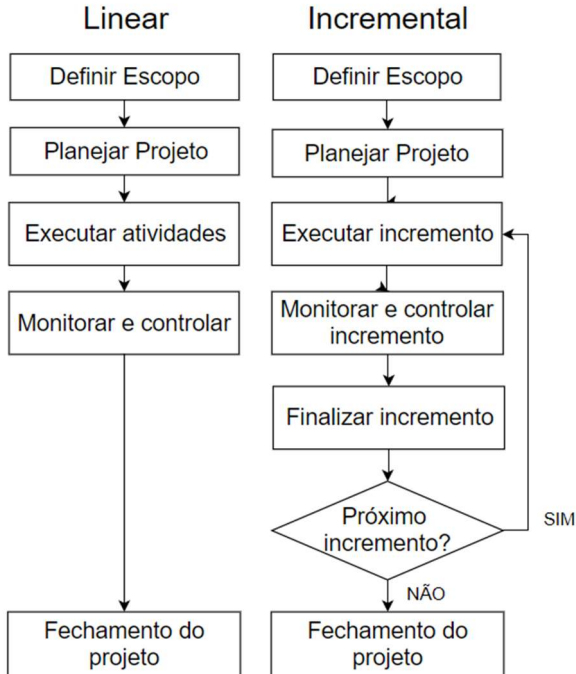 Linear
Definir Escopo
Planejar Projeto
Executar atividades
Monitorar e controlar
Fechamento do
projeto
Incremental
Definir Escopo
Planejar Projeto
Executar incremento
Monitorar e controlar
incremento
Finalizar incremento
Próximo
incremento?
SIM
NÃO
Fechamento do
projeto